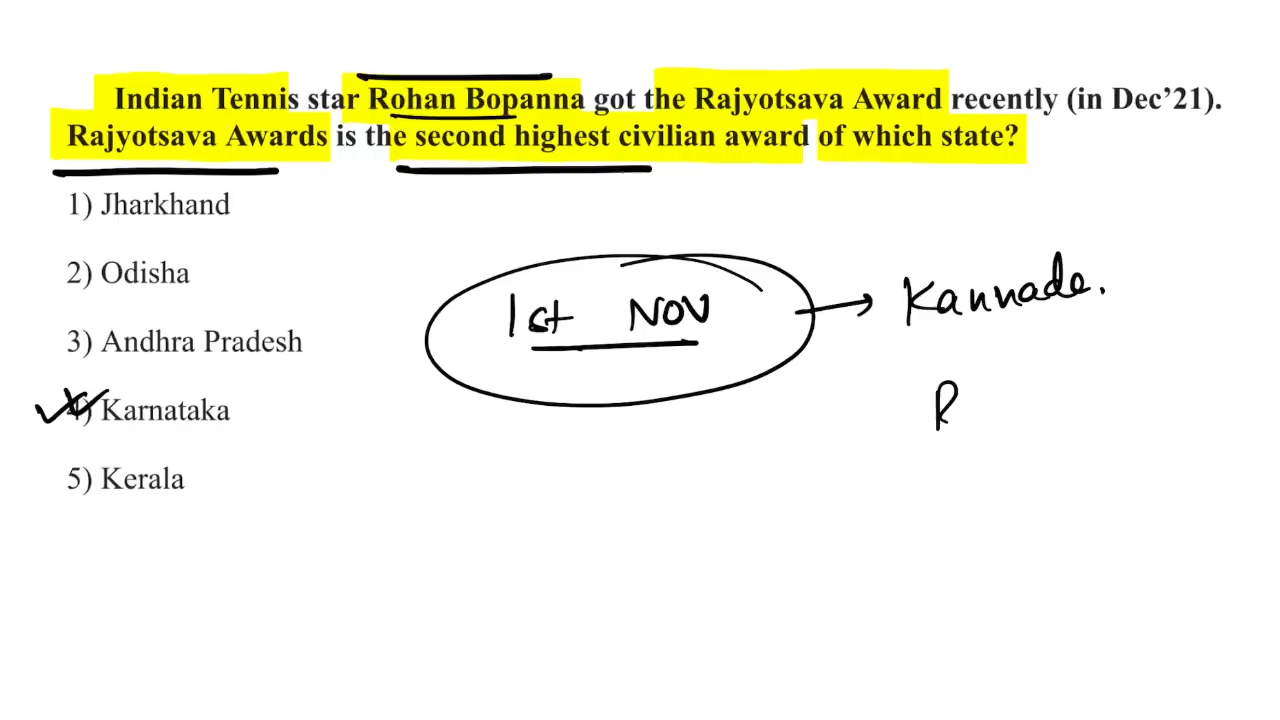 Indian Tennis star Rohan Bopanna got the Rajyotsava Award recently (in Dec’21).
Rajyotsava Awards is the second highest civilian award of which state?
1) Jharkhand
2) Odisha
3) Andhra Pradesh
4) Karnataka
5) Kerala
1st NOV
Kannade.
R